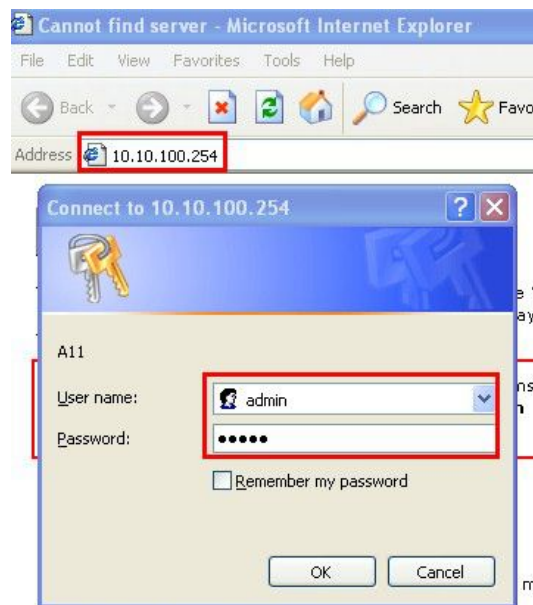 Cannot find server - Microsoft Internet Explorer
File Edit View Favorites Tools Help
Back Search Favo
Address 10.10.100.254
Connect to 10.10.100.254
A11
User name: admin
Password: •••••
Remember my password
OK Cancel